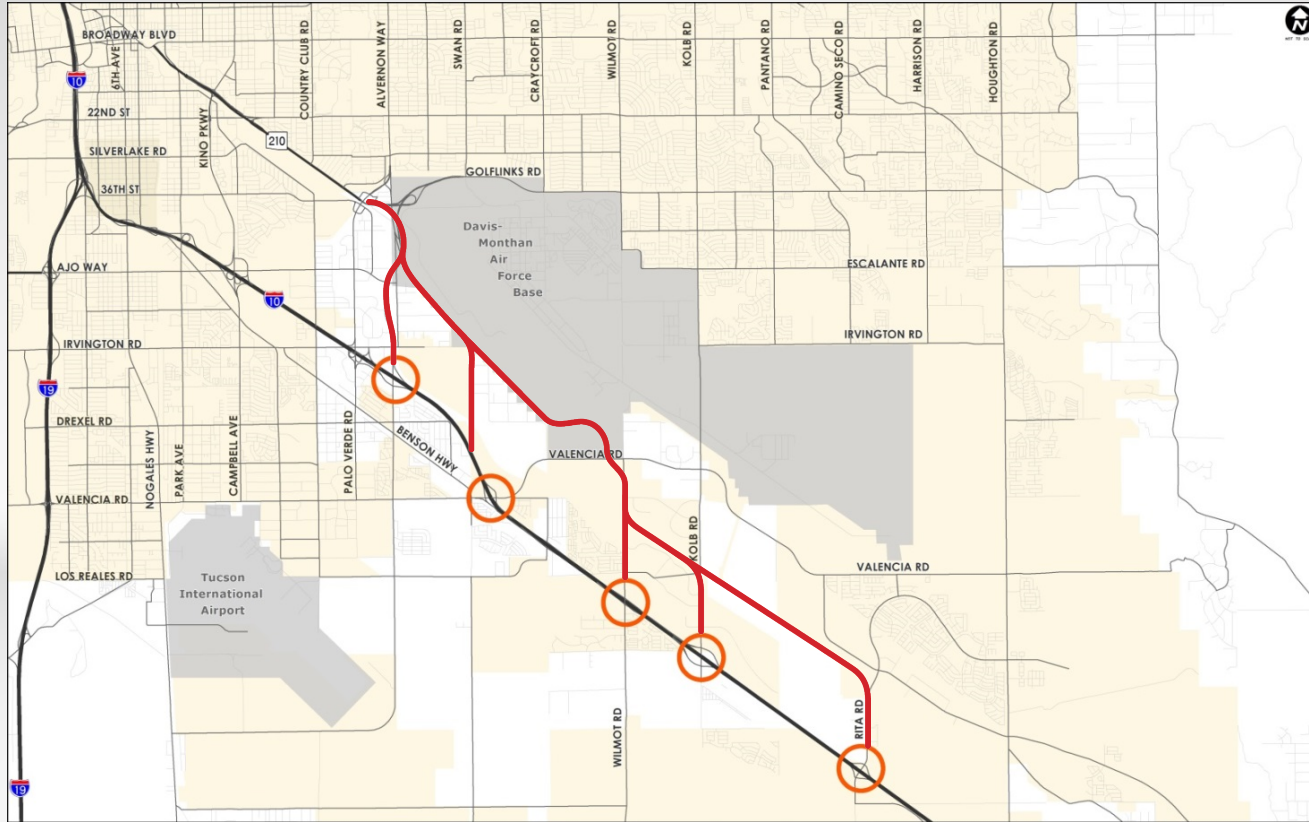 BROADWAY BLVD
6TH AVE
COUNTRY CLUB RD
ALVERNON WAY
SWAN RD
CRAYCROFT RD
WILMOT RD
KOLB RD
PANTANO RD
CAMINO SECO RD
HARRISON RD
HOUGHTON RD
N
10
22ND ST
KINO PKWY
210
SILVERLAKE RD
36TH ST
GOLFLINKS RD
Davis-
Monthan
Air
Force
Base
AJO WAY
ESCALANTE RD
10
IRVINGTON RD
IRVINGTON RD
19
DREXEL RD
NOGALES HWY
PARK AVE
CAMPBELL AVE
PALO VERDE RD
BENSON HWY
VALENCIA RD
VALENCIA RD
KOLB RD
LOS REALES RD
VALENCIA RD
Tucson
International
Airport
WILMOT RD
RITA RD
19